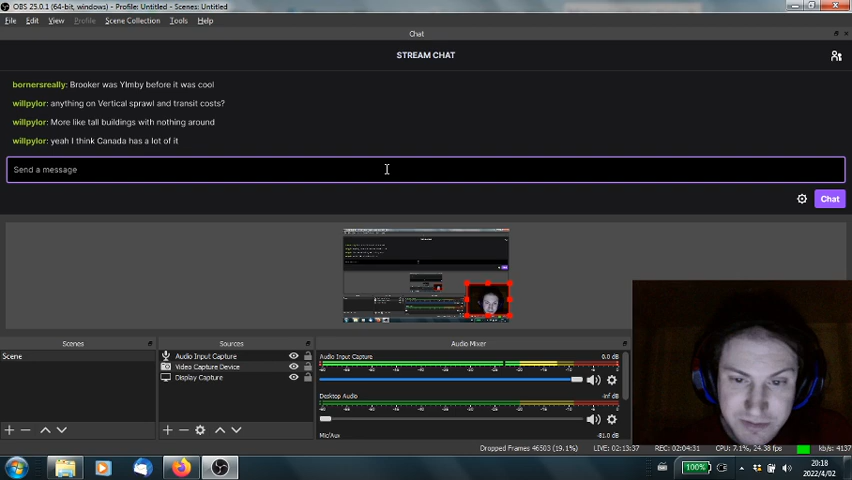 OBS 25.0.1 (64-bit, windows) - Profile: Untitled - Scenes: Untitled
File Edit View Profile Scene Collection Tools Help
Chat
STREAM CHAT
bornersreally: Brooker was YImby before it was cool
willpylor: anything on Vertical sprawl and transit costs?
willpylor: More like tall buildings with nothing around
willpylor: yeah I think Canada has a lot of it
Send a message
Chat
Scenes Sources Audio Mixer
Scene
Audio Input Capture
Video Capture Device
Display Capture
Audio Input Capture 0.0 dB
Desktop Audio -inf dB
Mic/Aux -81.0 dB
Dropped Frames 46503 (19.1%) LIVE: 02:13:37 REC: 02:04:31 CPU: 7.1%, 24.38 fps kb/s: 4137
100% 20:18
2022/4/02